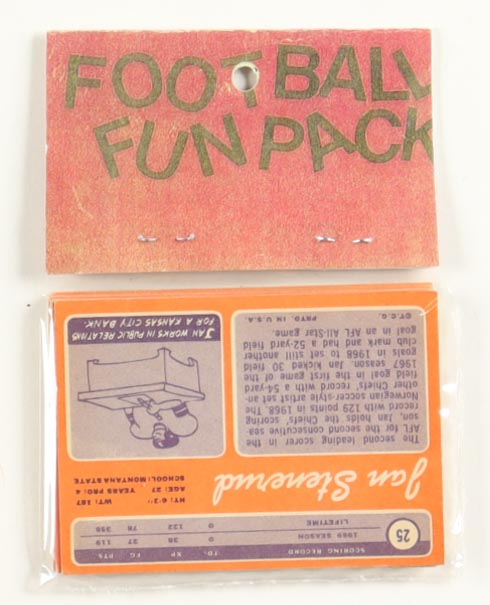 FOOTBALL
FUN PACK
25
SCORING RECORD TD. XP FG PTS.
1969 SEASON 0 38 27 119
LIFETIME 0 122 78 356
Jan Stenerud
HT: 6-2 WT: 187
AGE: 27 YEARS PRO: 4
SCHOOL: MONTANA STATE
The second leading scorer in the
AFL for the second consecutive sea-
son, Jan holds the Chiefs, scoring
record with 129 points in 1968.
Norwegian soccer-style artist set an-
other Chiefs' record with a 54-yard
field goal in the first game of the
1967 season. Jan kicked 30 field
goals in 1968 to set still another
club mark and had a 52-yard field
goal in an AFL All-Star game.
©T.C.G. PRTD. IN U.S.A.
JAN WORKS IN PUBLIC RELATIONS
FOR A KANSAS CITY BANK.